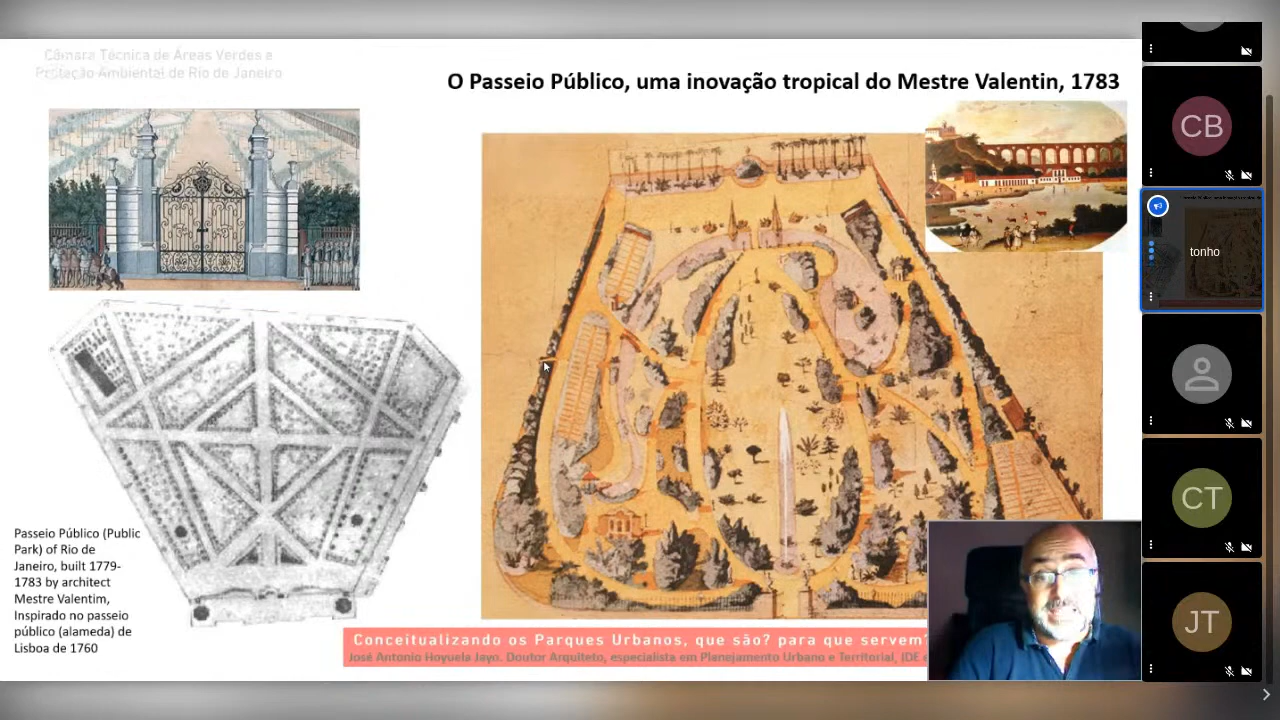 Câmara Técnica de Áreas Verdes e
Proteção Ambiental de Rio de Janeiro
O Passeio Público, uma inovação tropical do Mestre Valentin, 1783
Passeio Público (Public
Park) of Rio de
Janeiro, built 1779-
1783 by architect
Mestre Valentim,
Inspirado no passeio
público (alameda) de
Lisboa de 1760
Conceitualizando os Parques Urbanos, que são? para que servem?
José Antonio Hoyuela Jayo. Doutor Arquiteto, especialista em Planejamento Urbano e Territorial, IDE e
CB
tonho
CT
JT